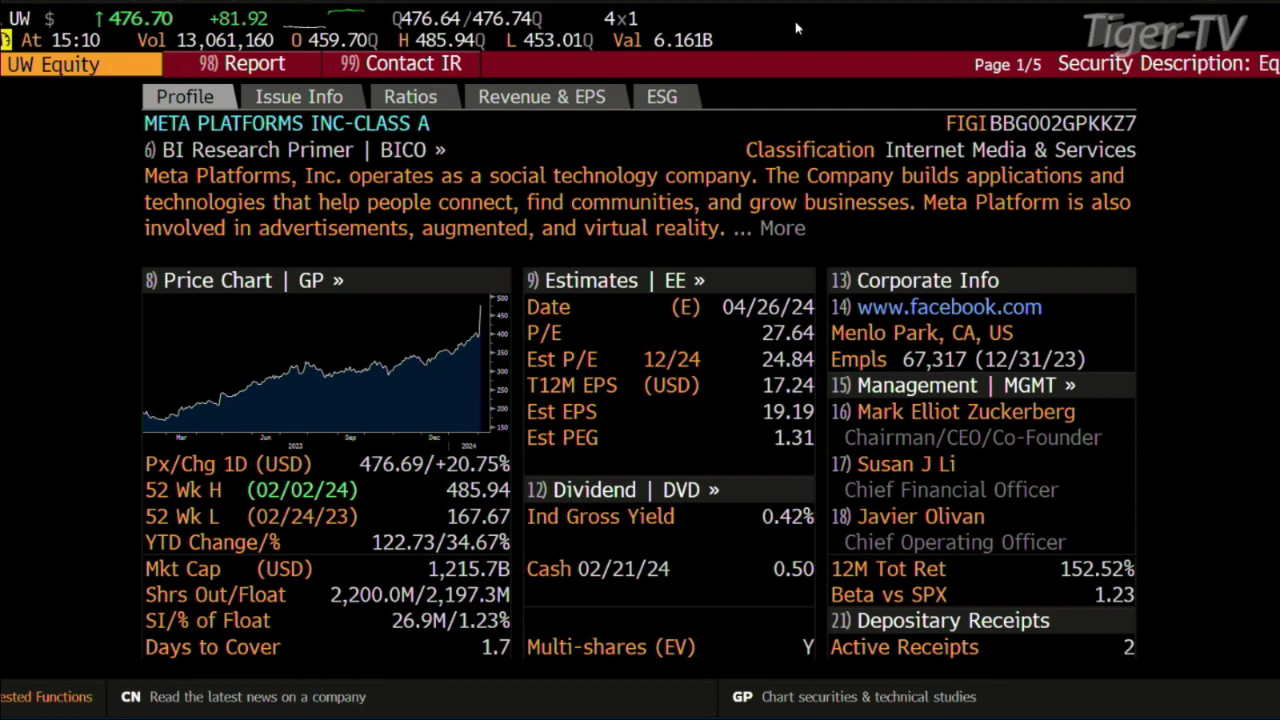 UW $ ↑ 476.70 +81.92 Q476.64/476.74Q 4×1
Tiger-TV
At 15:10 Vol 13,061,160 O 459.70Q H 485.94Q L 453.01Q Val 6.161B
UW Equity 98) Report 99) Contact IR Page 1/5 Security Description: Eq
Profile Issue Info Ratios Revenue & EPS ESG
META PLATFORMS INC-CLASS A FIGI BBG002GPKKZ7
6) BI Research Primer | BICO » Classification Internet Media & Services
Meta Platforms, Inc. operates as a social technology company. The Company builds applications and
technologies that help people connect, find communities, and grow businesses. Meta Platform is also
involved in advertisements, augmented, and virtual reality. ... More
8) Price Chart | GP »
500
450
400
350
300
250
200
150
Mar Jun Sep Dec
2023 2024
Px/Chg 1D (USD) 476.69/+20.75%
52 Wk H (02/02/24) 485.94
52 Wk L (02/24/23) 167.67
YTD Change/% 122.73/34.67%
Mkt Cap (USD) 1,215.7B
Shrs Out/Float 2,200.0M/2,197.3M
SI/% of Float 26.9M/1.23%
Days to Cover 1.7
9) Estimates | EE »
Date (E) 04/26/24
P/E 27.64
Est P/E 12/24 24.84
T12M EPS (USD) 17.24
Est EPS 19.19
Est PEG 1.31
12) Dividend | DVD »
Ind Gross Yield 0.42%
Cash 02/21/24 0.50
Multi-shares (EV) Y
13) Corporate Info
14) www.facebook.com
Menlo Park, CA, US
Empls 67,317 (12/31/23)
15) Management | MGMT »
16) Mark Elliot Zuckerberg
Chairman/CEO/Co-Founder
17) Susan J Li
Chief Financial Officer
18) Javier Olivan
Chief Operating Officer
12M Tot Ret 152.52%
Beta vs SPX 1.23
21) Depositary Receipts
Active Receipts 2
ested Functions CN Read the latest news on a company GP Chart securities & technical studies